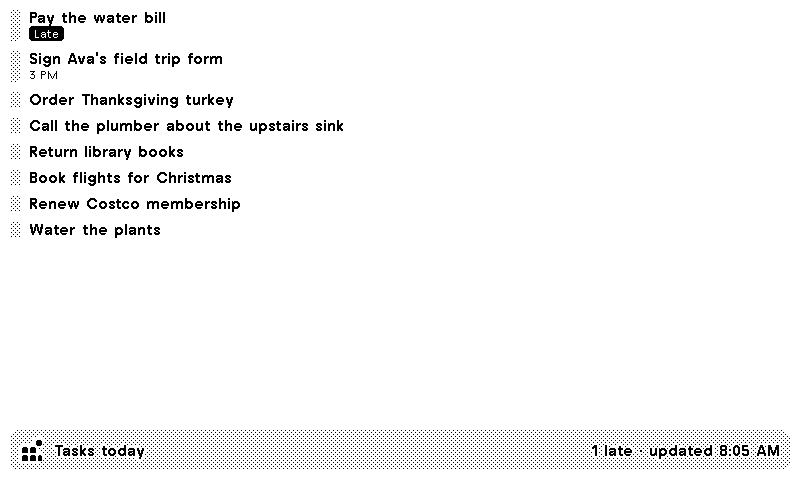 Pay the water bill
Late
Sign Ava's field trip form
3 PM
Order Thanksgiving turkey
Call the plumber about the upstairs sink
Return library books
Book flights for Christmas
Renew Costco membership
Water the plants
Tasks today
1 late · updated 8:05 AM